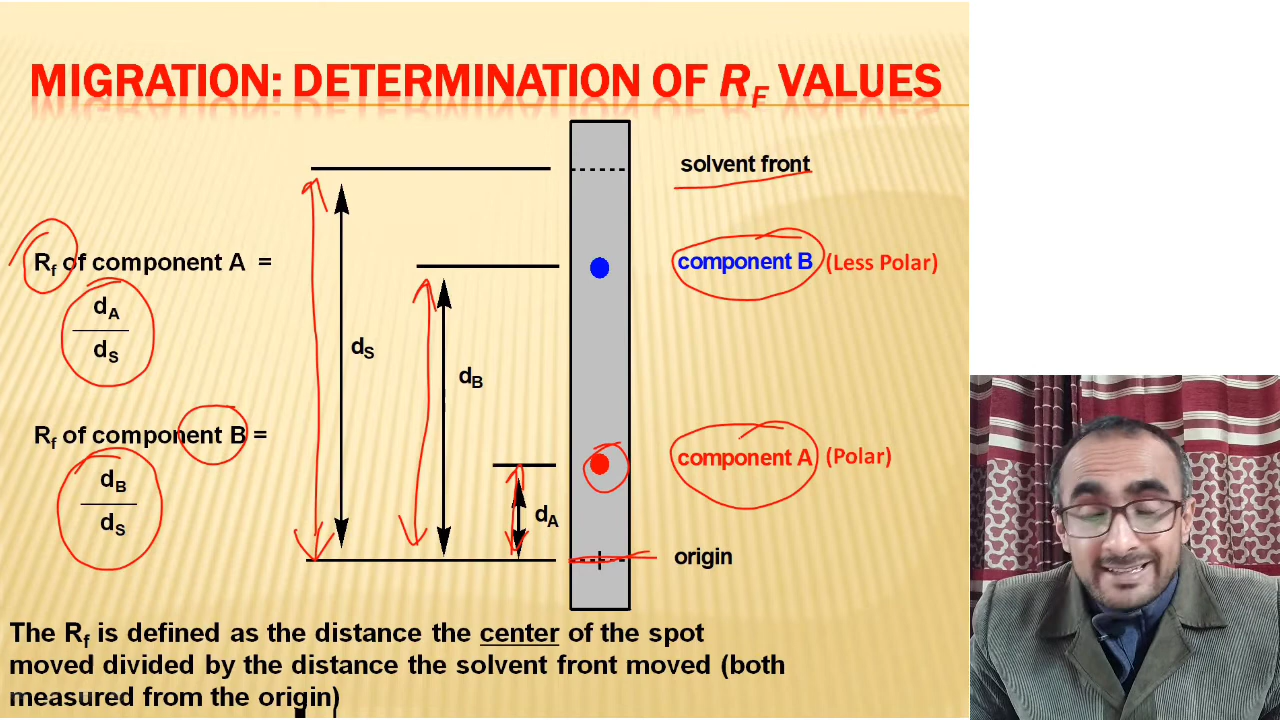 MIGRATION: DETERMINATION OF RF VALUES
solvent front
Rf of component A =
component B (Less Polar)
dA
dS
dS
dB
Rf of component B =
component A (Polar)
dB
dS
dA
origin
The Rf is defined as the distance the center of the spot
moved divided by the distance the solvent front moved (both
measured from the origin)